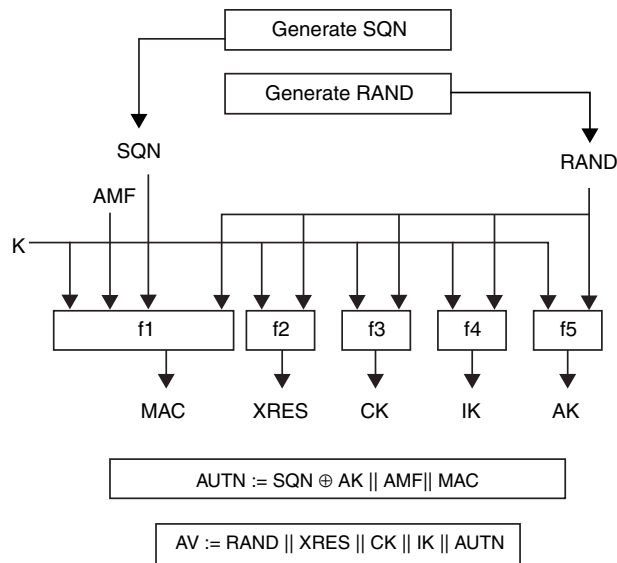 Generate SQN
Generate RAND
SQN
RAND
AMF
K
f1
f2
f3
f4
f5
MAC
XRES
CK
IK
AK
AUTN := SQN ⊕ AK || AMF|| MAC
AV := RAND || XRES || CK || IK || AUTN